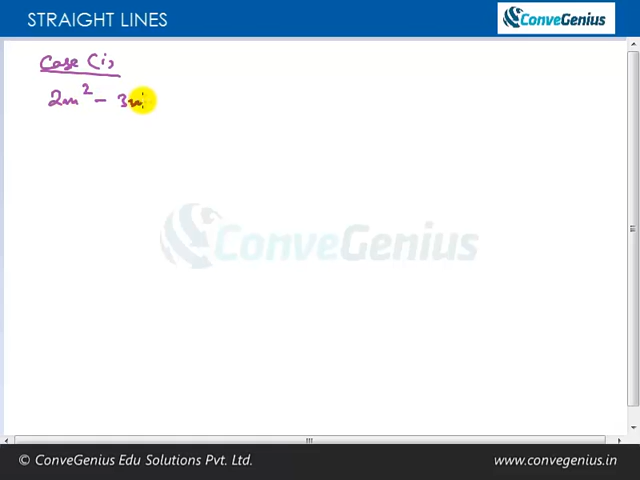 STRAIGHT LINES
ConveGenius
Case (i)
2m² - 3m
ConveGenius
© ConveGenius Edu Solutions Pvt. Ltd.
www.convegenius.in